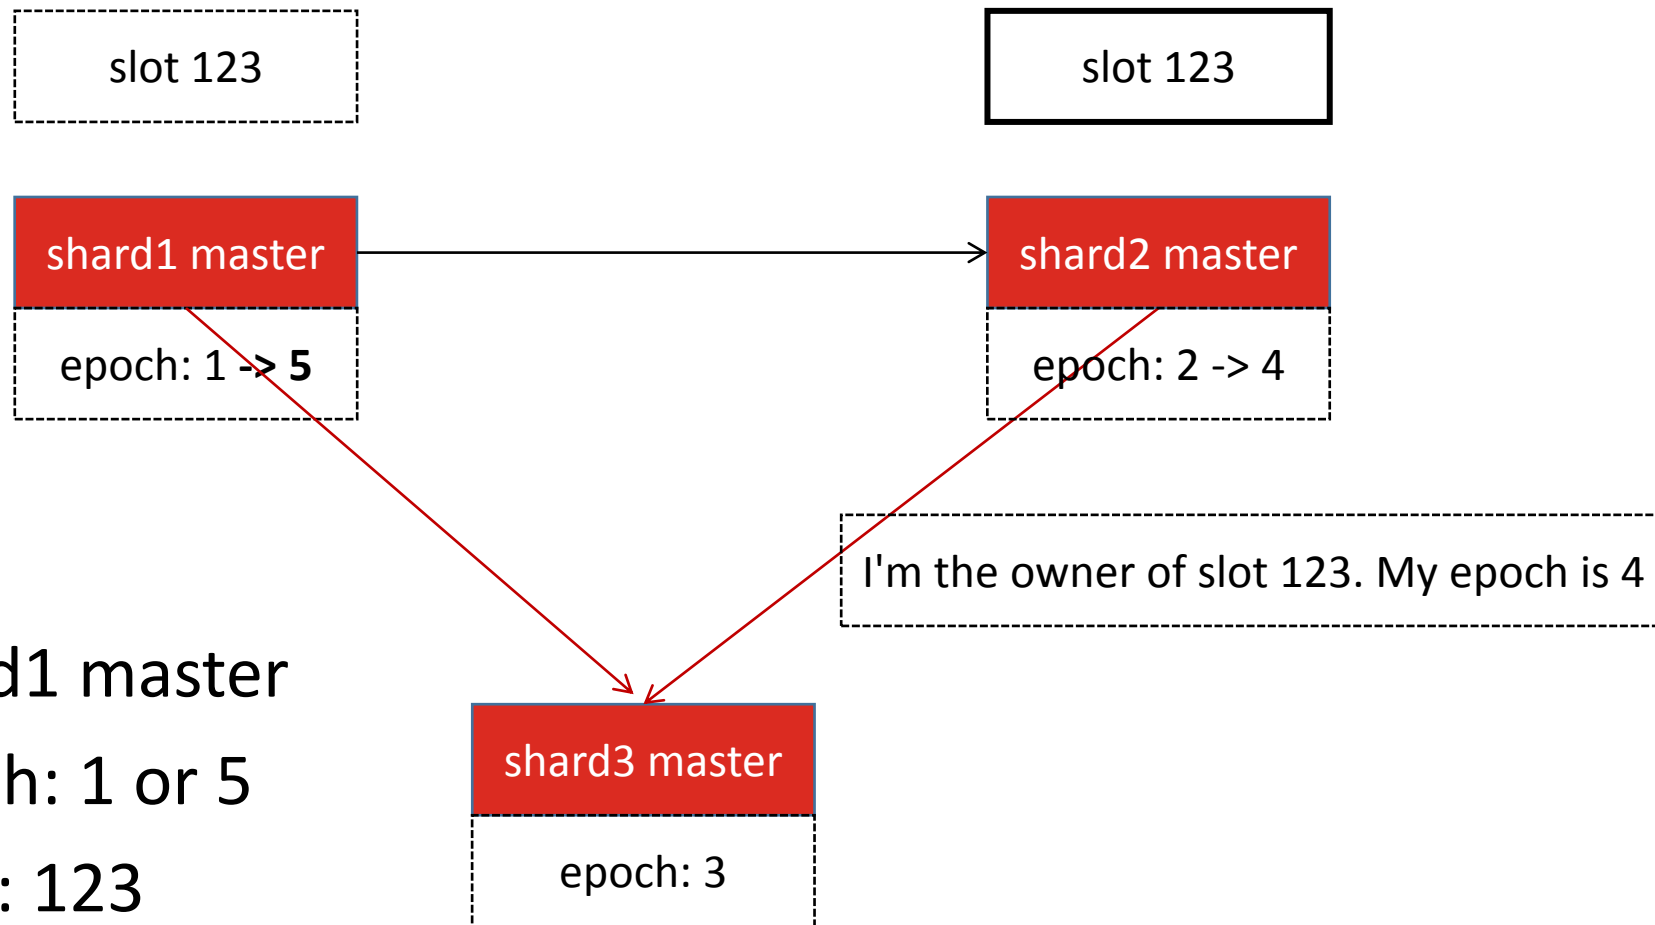 slot 123
slot 123
shard1 master
shard2 master
epoch: 1 -> 5
epoch: 2 -> 4
I'm the owner of slot 123. My epoch is 4
d1 master
h: 1 or 5
: 123
shard3 master
epoch: 3